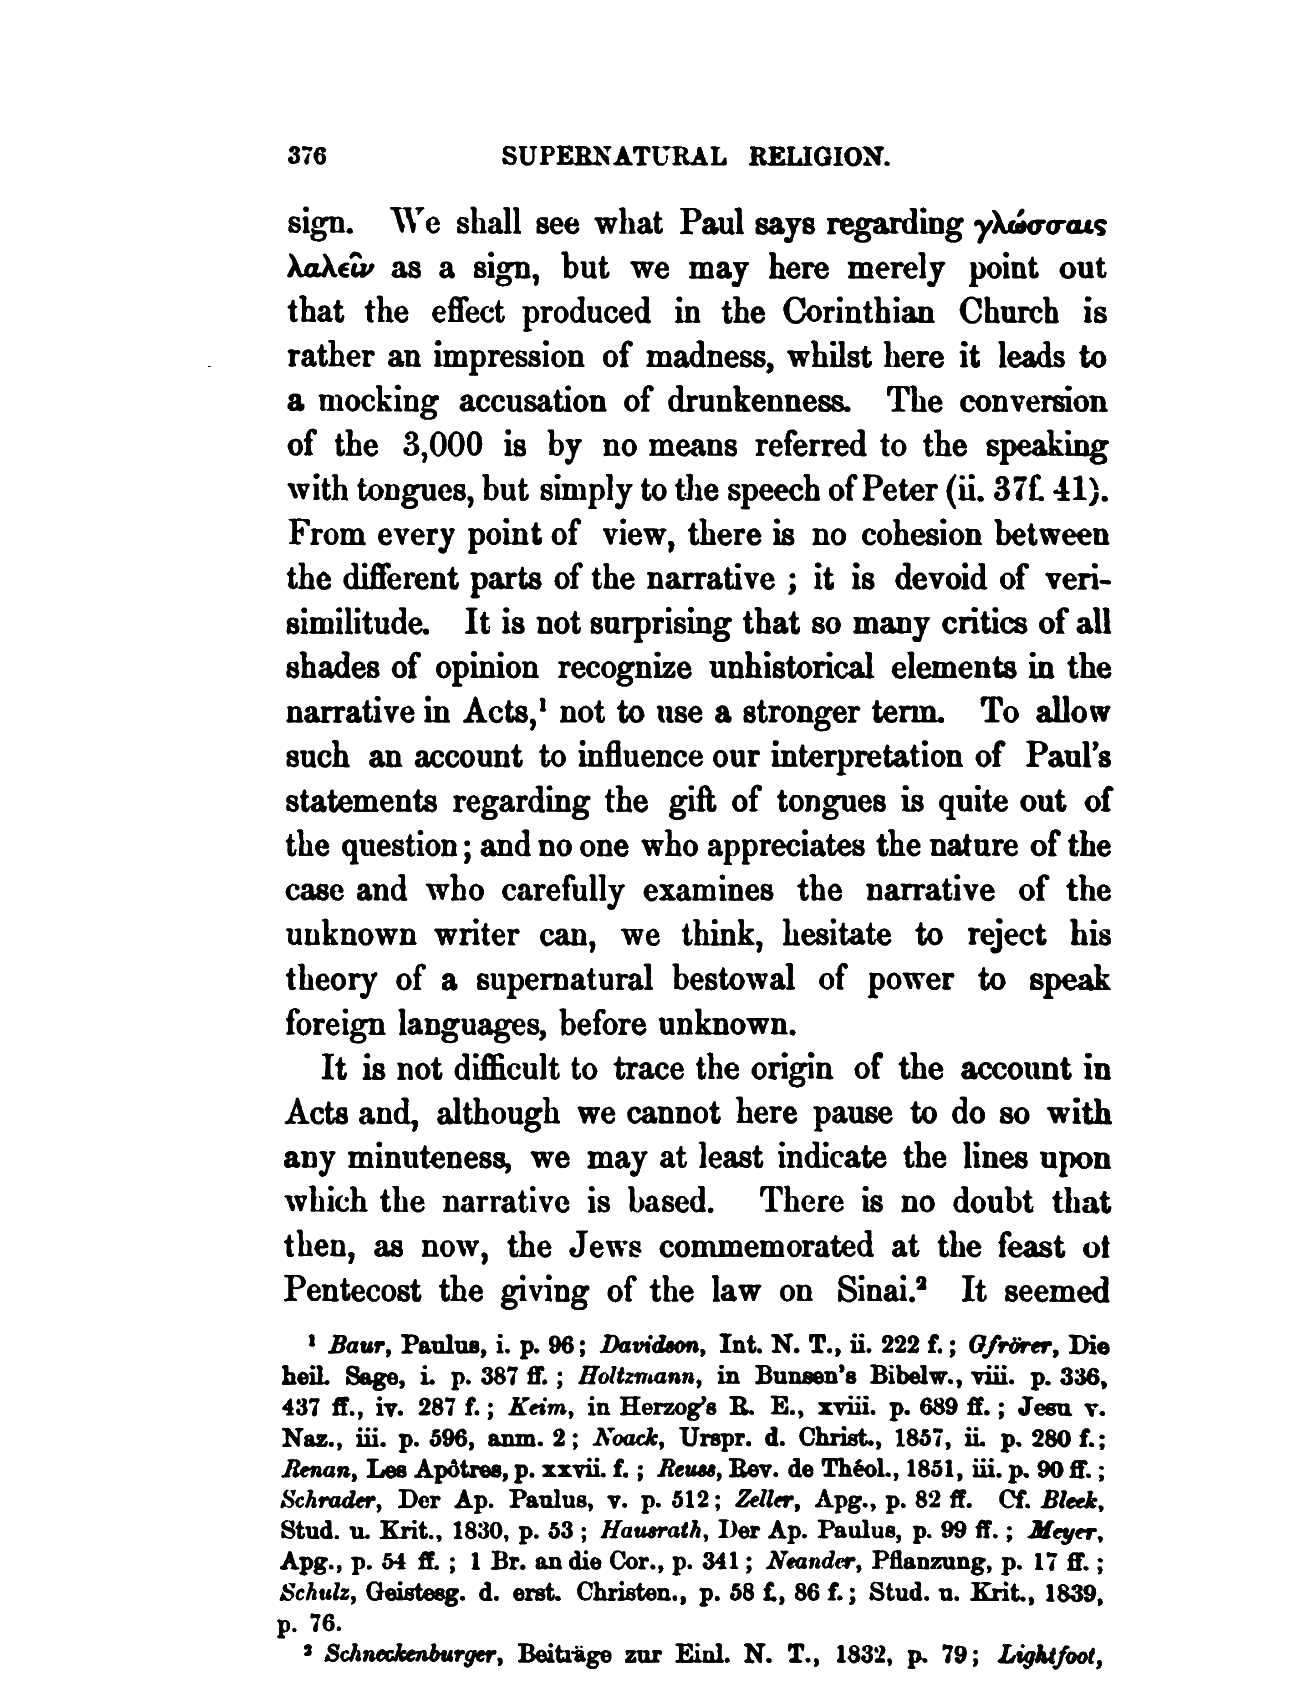 376 SUPERNATURAL RELIGION.
sign. We shall see what Paul says regarding γλώσσαις
λαλεῖν as a sign, but we may here merely point out
that the effect produced in the Corinthian Church is
rather an impression of madness, whilst here it leads to
a mocking accusation of drunkenness. The conversion
of the 3,000 is by no means referred to the speaking
with tongues, but simply to the speech of Peter (ii. 37f. 41).
From every point of view, there is no cohesion between
the different parts of the narrative ; it is devoid of veri-
similitude. It is not surprising that so many critics of all
shades of opinion recognize unhistorical elements in the
narrative in Acts,¹ not to use a stronger term. To allow
such an account to influence our interpretation of Paul's
statements regarding the gift of tongues is quite out of
the question; and no one who appreciates the nature of the
case and who carefully examines the narrative of the
unknown writer can, we think, hesitate to reject his
theory of a supernatural bestowal of power to speak
foreign languages, before unknown.
It is not difficult to trace the origin of the account in
Acts and, although we cannot here pause to do so with
any minuteness, we may at least indicate the lines upon
which the narrative is based. There is no doubt that
then, as now, the Jews commemorated at the feast of
Pentecost the giving of the law on Sinai.² It seemed
¹ Baur, Paulus, i. p. 96; Davidson, Int. N. T., ii. 222 f.; Gfrörer, Die
heil. Sage, i. p. 387 ff. ; Holtzmann, in Bunsen's Bibelw., viii. p. 336,
437 ff., iv. 287 f.; Keim, in Herzog's R. E., xviii. p. 689 ff. ; Jesu v.
Naz., iii. p. 596, anm. 2; Noack, Urspr. d. Christ., 1857, ii. p. 280 f.;
Renan, Les Apôtres, p. xxvii. f. ; Reuss, Rev. de Théol., 1851, iii. p. 90 ff. ;
Schrader, Der Ap. Paulus, v. p. 512; Zeller, Apg., p. 82 ff. Cf. Bleek,
Stud. u. Krit., 1830, p. 53 ; Hausrath, Der Ap. Paulus, p. 99 ff. ; Meyer,
Apg., p. 54 ff. ; 1 Br. an die Cor., p. 341; Neander, Pflanzung, p. 17 ff. ;
Schulz, Geistesg. d. erst. Christen., p. 58 f., 86 f.; Stud. u. Krit., 1839,
p. 76.
² Schneckenburger, Beiträge zur Einl. N. T., 1832, p. 79; Lightfoot,